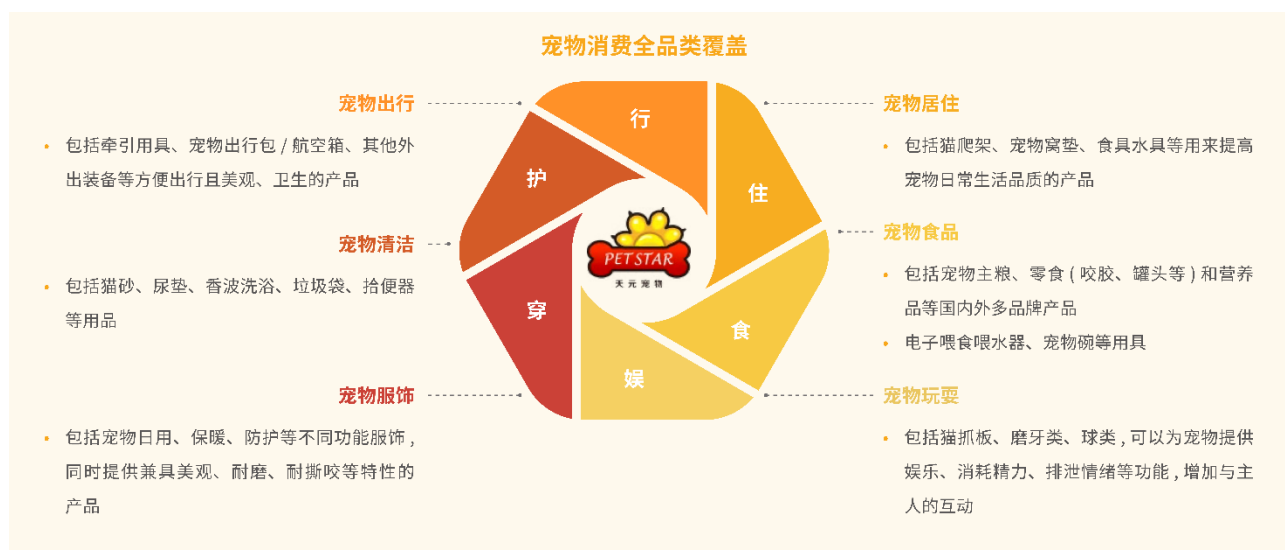 宠物消费全品类覆盖
宠物出行
包括牵引用具、宠物出行包 / 航空箱、其他外
出装备等方便出行且美观、卫生的产品
宠物清洁
包括猫砂、尿垫、香波洗浴、垃圾袋、拾便器
等用品
宠物服饰
包括宠物日用、保暖、防护等不同功能服饰,
同时提供兼具美观、耐磨、耐撕咬等特性的
产品
行
住
护
穿
食
娱
PETSTAR
天元宠物
宠物居住
包括猫爬架、宠物窝垫、食具水具等用来提高
宠物日常生活品质的产品
宠物食品
包括宠物主粮、零食 ( 咬胶、罐头等 ) 和营养
品等国内外多品牌产品
电子喂食喂水器、宠物碗等用具
宠物玩耍
包括猫抓板、磨牙类、球类 , 可以为宠物提供
娱乐、消耗精力、排泄情绪等功能 , 增加与主
人的互动